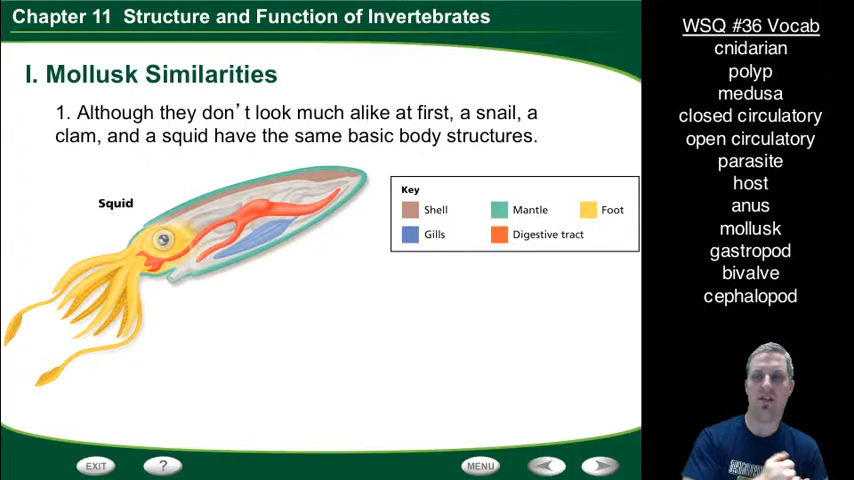 Chapter 11 Structure and Function of Invertebrates
I. Mollusk Similarities
1. Although they don't look much alike at first, a snail, a
clam, and a squid have the same basic body structures.
Squid
Key
Shell
Mantle
Foot
Gills
Digestive tract
EXIT
?
MENU
WSQ #36 Vocab
cnidarian
polyp
medusa
closed circulatory
open circulatory
parasite
host
anus
mollusk
gastropod
bivalve
cephalopod